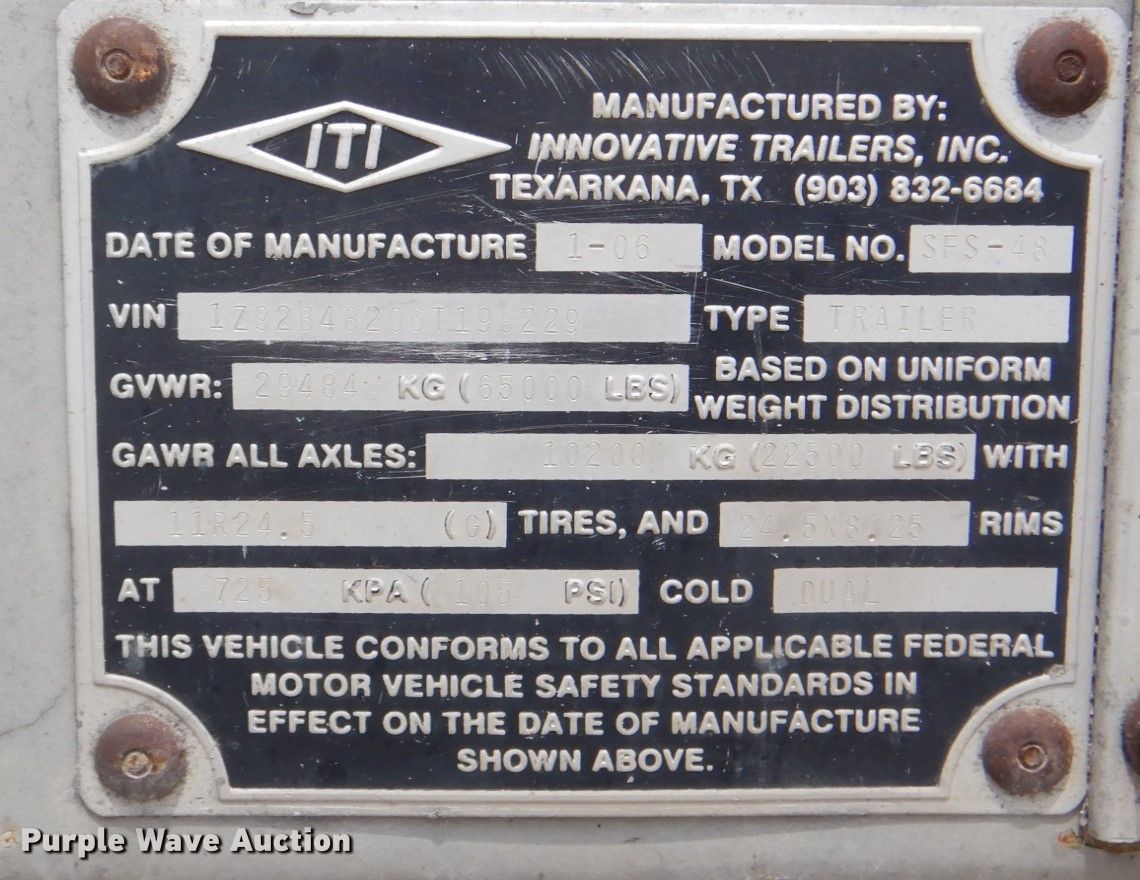 ITI
MANUFACTURED BY:
INNOVATIVE TRAILERS, INC.
TEXARKANA, TX (903) 832-6684
DATE OF MANUFACTURE 1-06 MODEL NO. SFS-48
VIN 1Z92B48206T199229 TYPE TRAILER
GVWR: 29484 KG (65000 LBS) BASED ON UNIFORM
WEIGHT DISTRIBUTION
GAWR ALL AXLES: 10200 KG (22500 LBS) WITH
11R24.5 (G) TIRES, AND 24.5X8.25 RIMS
AT 725 KPA ( 105 PSI) COLD DUAL
THIS VEHICLE CONFORMS TO ALL APPLICABLE FEDERAL
MOTOR VEHICLE SAFETY STANDARDS IN
EFFECT ON THE DATE OF MANUFACTURE
SHOWN ABOVE.
Purple Wave Auction